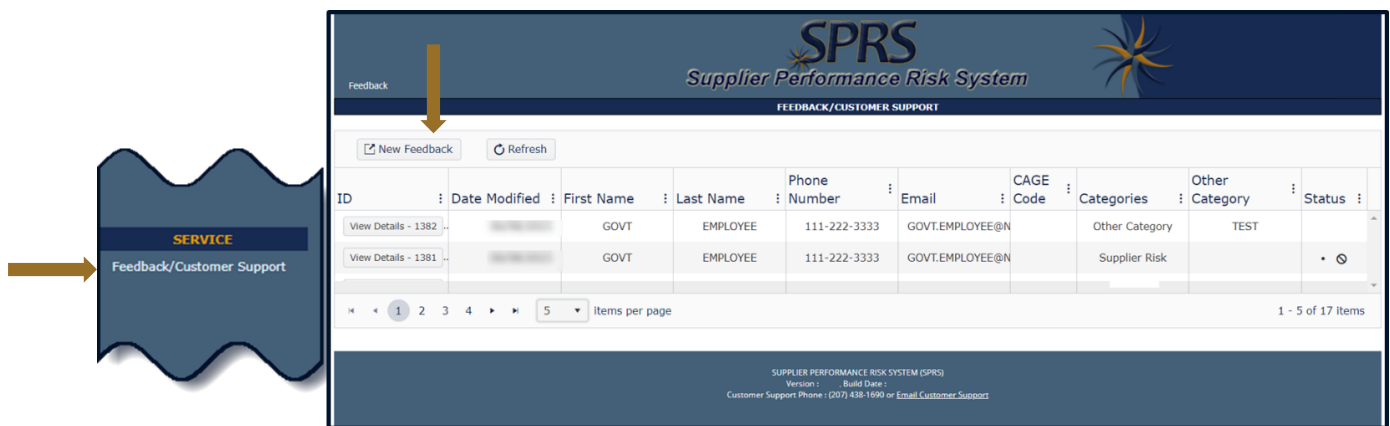 SERVICE
Feedback/Customer Support
SPRS
Supplier Performance Risk System
Feedback
FEEDBACK/CUSTOMER SUPPORT
New Feedback Refresh
ID Date Modified First Name Last Name Phone Number Email CAGE Code Categories Other Category Status
View Details - 1382 .. GOVT EMPLOYEE 111-222-3333 GOVT.EMPLOYEE@N Other Category TEST
View Details - 1381 .. GOVT EMPLOYEE 111-222-3333 GOVT.EMPLOYEE@N Supplier Risk
1 2 3 4 5 items per page 1 - 5 of 17 items
SUPPLIER PERFORMANCE RISK SYSTEM (SPRS)
Version : , Build Date :
Customer Support Phone : (207) 438-1690 or Email Customer Support